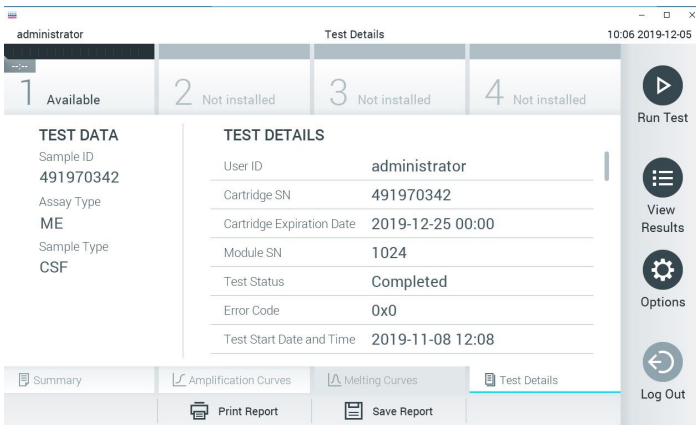 administrator
Test Details
10:06 2019-12-05
--:--
1 Available
2 Not installed
3 Not installed
4 Not installed
Run Test
View
Results
Options
Log Out
TEST DATA
Sample ID
491970342
Assay Type
ME
Sample Type
CSF
TEST DETAILS
User ID administrator
Cartridge SN 491970342
Cartridge Expiration Date 2019-12-25 00:00
Module SN 1024
Test Status Completed
Error Code 0x0
Test Start Date and Time 2019-11-08 12:08
Summary
Amplification Curves
Melting Curves
Test Details
Print Report
Save Report